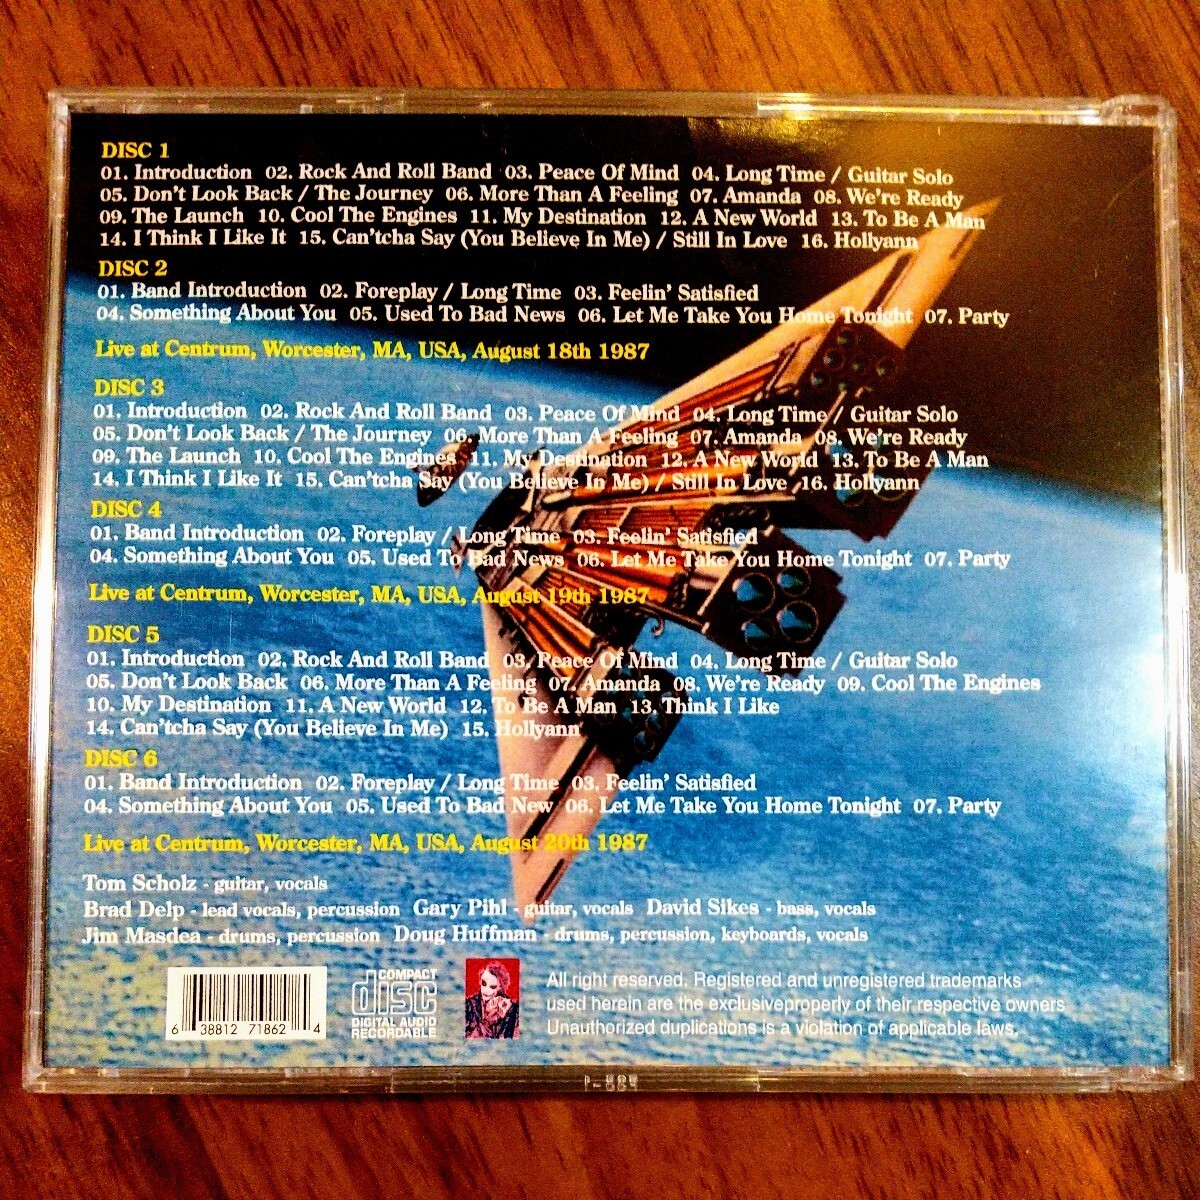 DISC 1
01. Introduction 02. Rock And Roll Band 03. Peace Of Mind 04. Long Time / Guitar Solo
05. Don't Look Back / The Journey 06. More Than A Feeling 07. Amanda 08. We're Ready
09. The Launch 10. Cool The Engines 11. My Destination 12. A New World 13. To Be A Man
14. I Think I Like It 15. Can'tcha Say (You Believe In Me) / Still In Love 16. Hollyann
DISC 2
01. Band Introduction 02. Foreplay / Long Time 03. Feelin' Satisfied
04. Something About You 05. Used To Bad News 06. Let Me Take You Home Tonight 07. Party
Live at Centrum, Worcester, MA, USA, August 18th 1987
DISC 3
01. Introduction 02. Rock And Roll Band 03. Peace Of Mind 04. Long Time / Guitar Solo
05. Don't Look Back / The Journey 06. More Than A Feeling 07. Amanda 08. We're Ready
09. The Launch 10. Cool The Engines 11. My Destination 12. A New World 13. To Be A Man
14. I Think I Like It 15. Can'tcha Say (You Believe In Me) / Still In Love 16. Hollyann
DISC 4
01. Band Introduction 02. Foreplay / Long Time 03. Feelin' Satisfied
04. Something About You 05. Used To Bad News 06. Let Me Take You Home Tonight 07. Party
Live at Centrum, Worcester, MA, USA, August 19th 1987
DISC 5
01. Introduction 02. Rock And Roll Band 03. Peace Of Mind 04. Long Time / Guitar Solo
05. Don't Look Back 06. More Than A Feeling 07. Amanda 08. We're Ready 09. Cool The Engines
10. My Destination 11. A New World 12. To Be A Man 13. Think I Like
14. Can'tcha Say (You Believe In Me) 15. Hollyann
DISC 6
01. Band Introduction 02. Foreplay / Long Time 03. Feelin' Satisfied
04. Something About You 05. Used To Bad New 06. Let Me Take You Home Tonight 07. Party
Live at Centrum, Worcester, MA, USA, August 20th 1987
Tom Scholz - guitar, vocals
Brad Delp - lead vocals, percussion Gary Pihl - guitar, vocals David Sikes - bass, vocals
Jim Masdea - drums, percussion Doug Huffman - drums, percussion, keyboards, vocals
6 38812 71862 4
COMPACT
disc
DIGITAL AUDIO
RECORDABLE
All right reserved. Registered and unregistered trademarks
used herein are the exclusiveproperly of their respective owners
Unauthorized duplications is a violation of applicable laws.